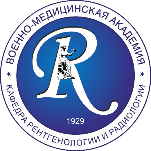 ВОЕННО-МЕДИЦИНСКАЯ АКАДЕМИЯ
R
1929
КАФЕДРА РЕНТГЕНОЛОГИИ И РАДИОЛОГИИ